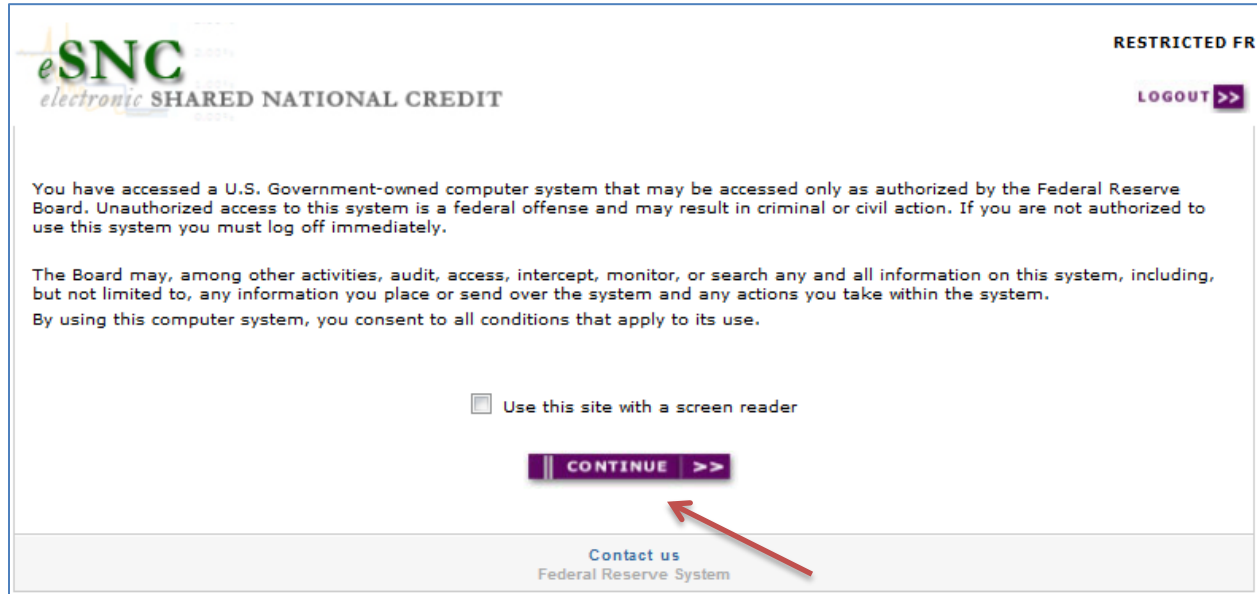 eSNC
RESTRICTED FR
electronic SHARED NATIONAL CREDIT
LOGOUT >>
You have accessed a U.S. Government-owned computer system that may be accessed only as authorized by the Federal Reserve
Board. Unauthorized access to this system is a federal offense and may result in criminal or civil action. If you are not authorized to
use this system you must log off immediately.
The Board may, among other activities, audit, access, intercept, monitor, or search any and all information on this system, including,
but not limited to, any information you place or send over the system and any actions you take within the system.
By using this computer system, you consent to all conditions that apply to its use.
Use this site with a screen reader
CONTINUE >>
Contact us
Federal Reserve System